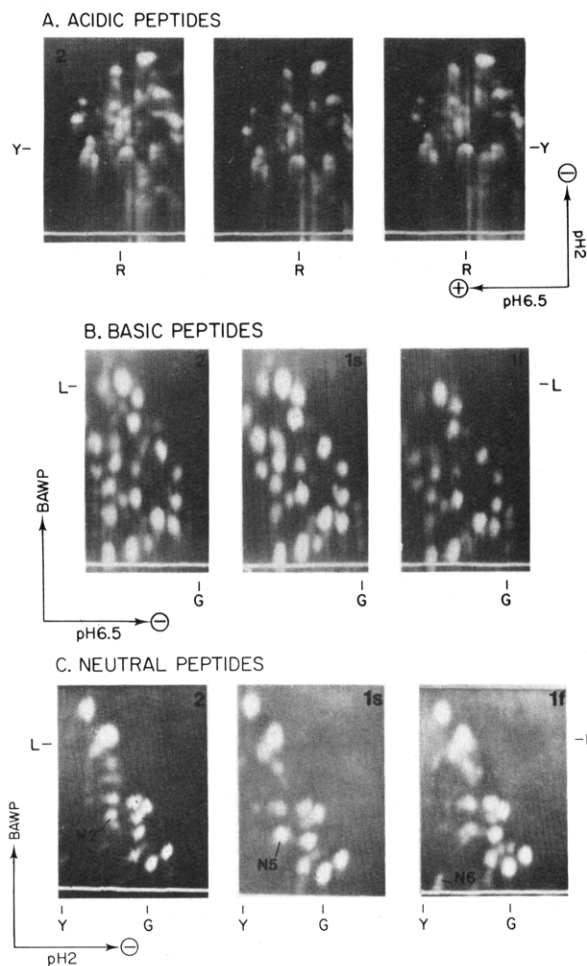 A. ACIDIC PEPTIDES
2
Y-
-Y
R
R
R
pH2
pH6.5
B. BASIC PEPTIDES
2
1s
1f
L-
-L
BAWP
G
G
G
pH6.5
C. NEUTRAL PEPTIDES
2
1s
1f
L-
BAWP
N5
N6
Y
G
Y
G
Y
G
pH2